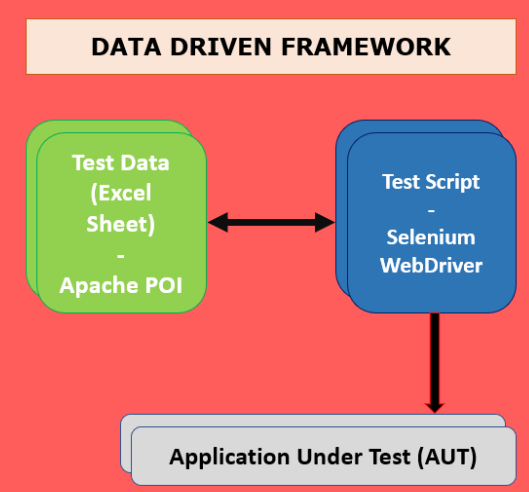 DATA DRIVEN FRAMEWORK
Test Data
(Excel
Sheet)
-
Apache POI
Test Script
-
Selenium
WebDriver
Application Under Test (AUT)